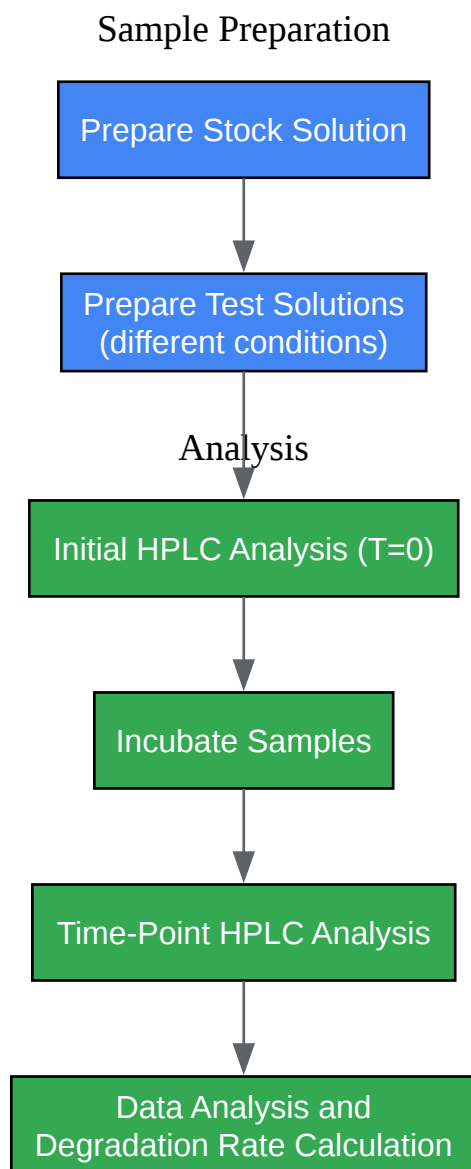 Sample Preparation
Prepare Stock Solution
Prepare Test Solutions
(different conditions)
Analysis
Initial HPLC Analysis (T=0)
Incubate Samples
Time-Point HPLC Analysis
Data Analysis and
Degradation Rate Calculation